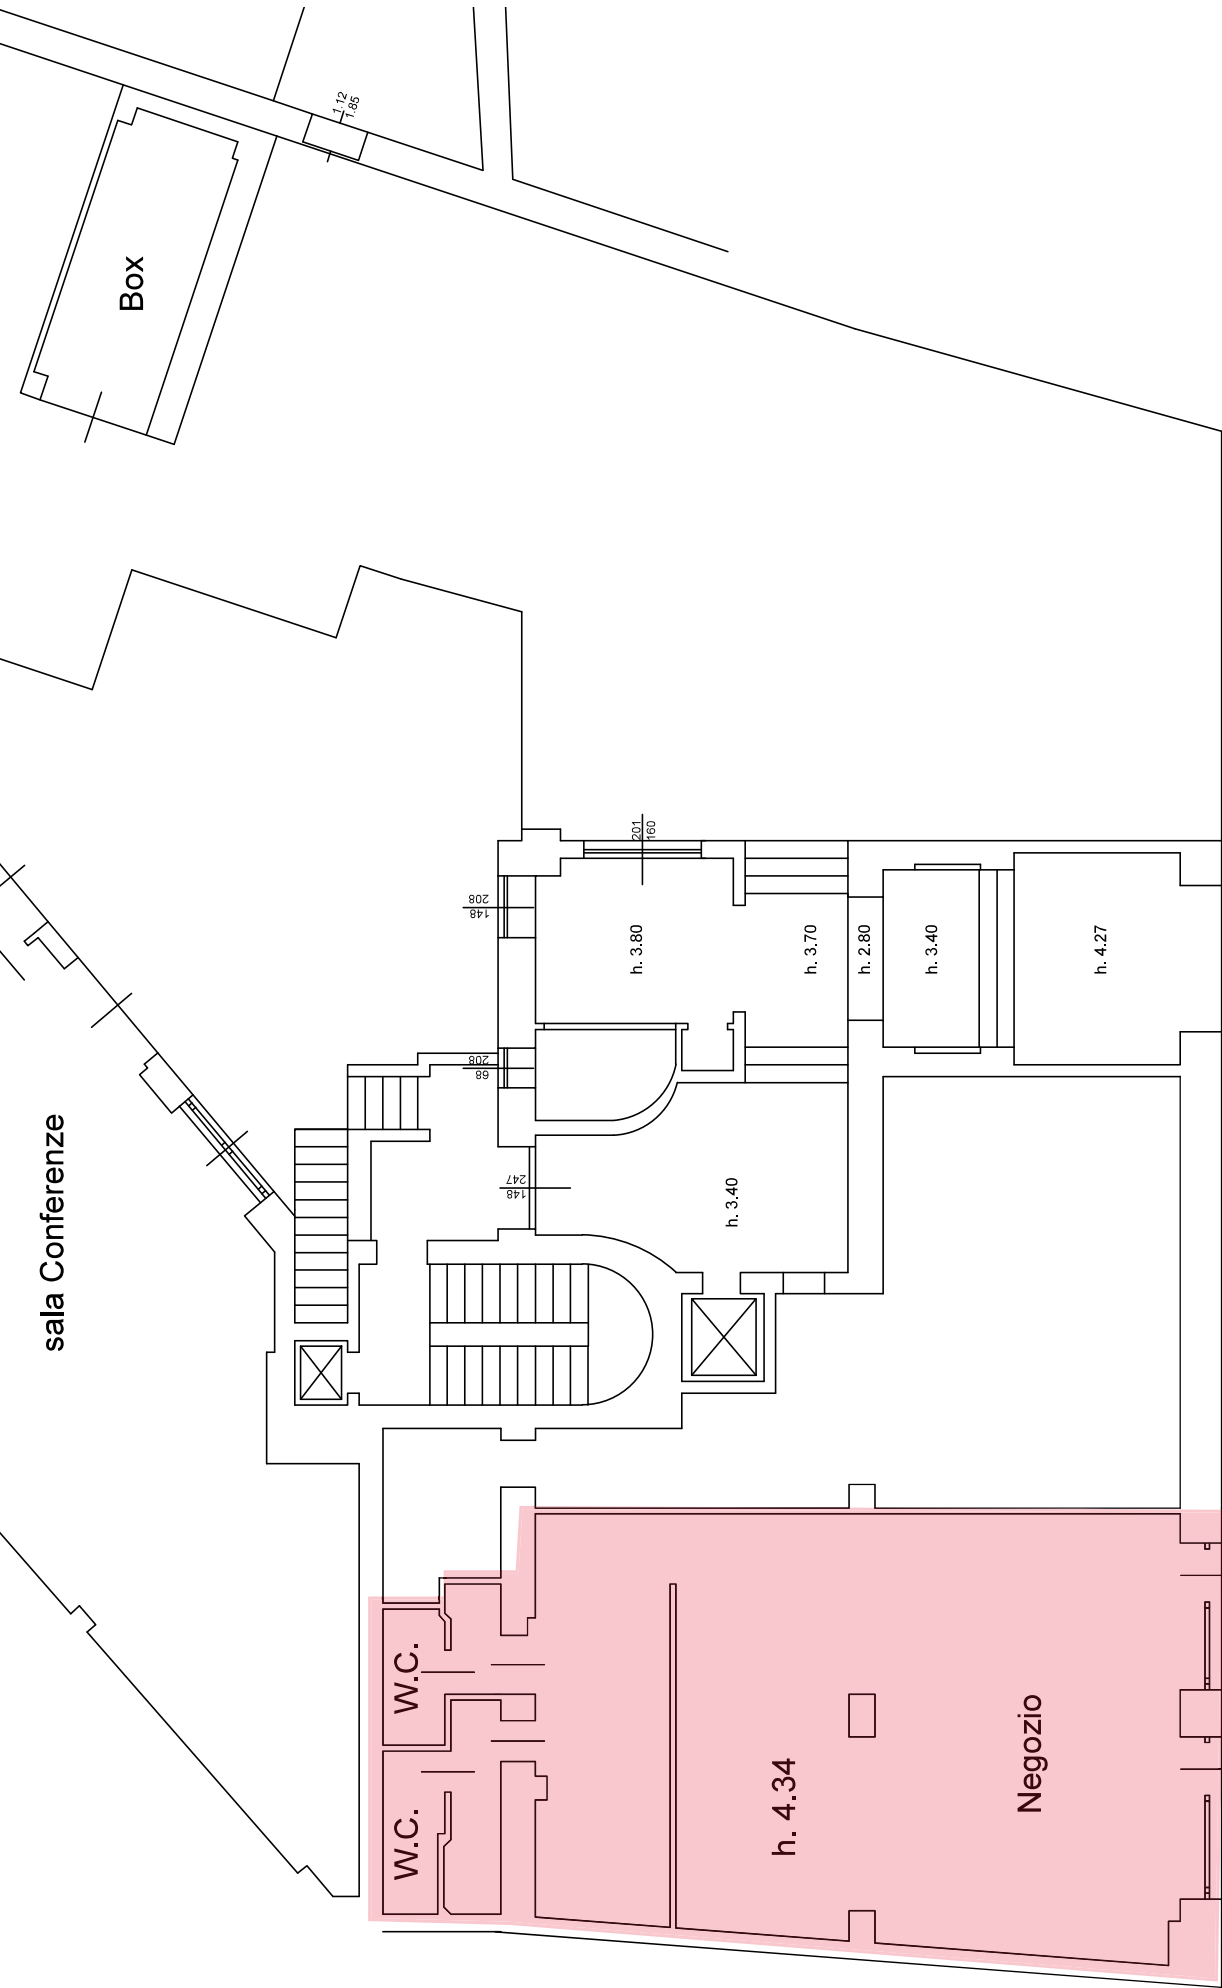 1.12
1.85
Box
201
160
208
148
h. 3.80
h. 3.70
h. 2.80
h. 3.40
h. 4.27
208
68
sala Conferenze
247
148
h. 3.40
W.C.
W.C.
h. 4.34
Negozio